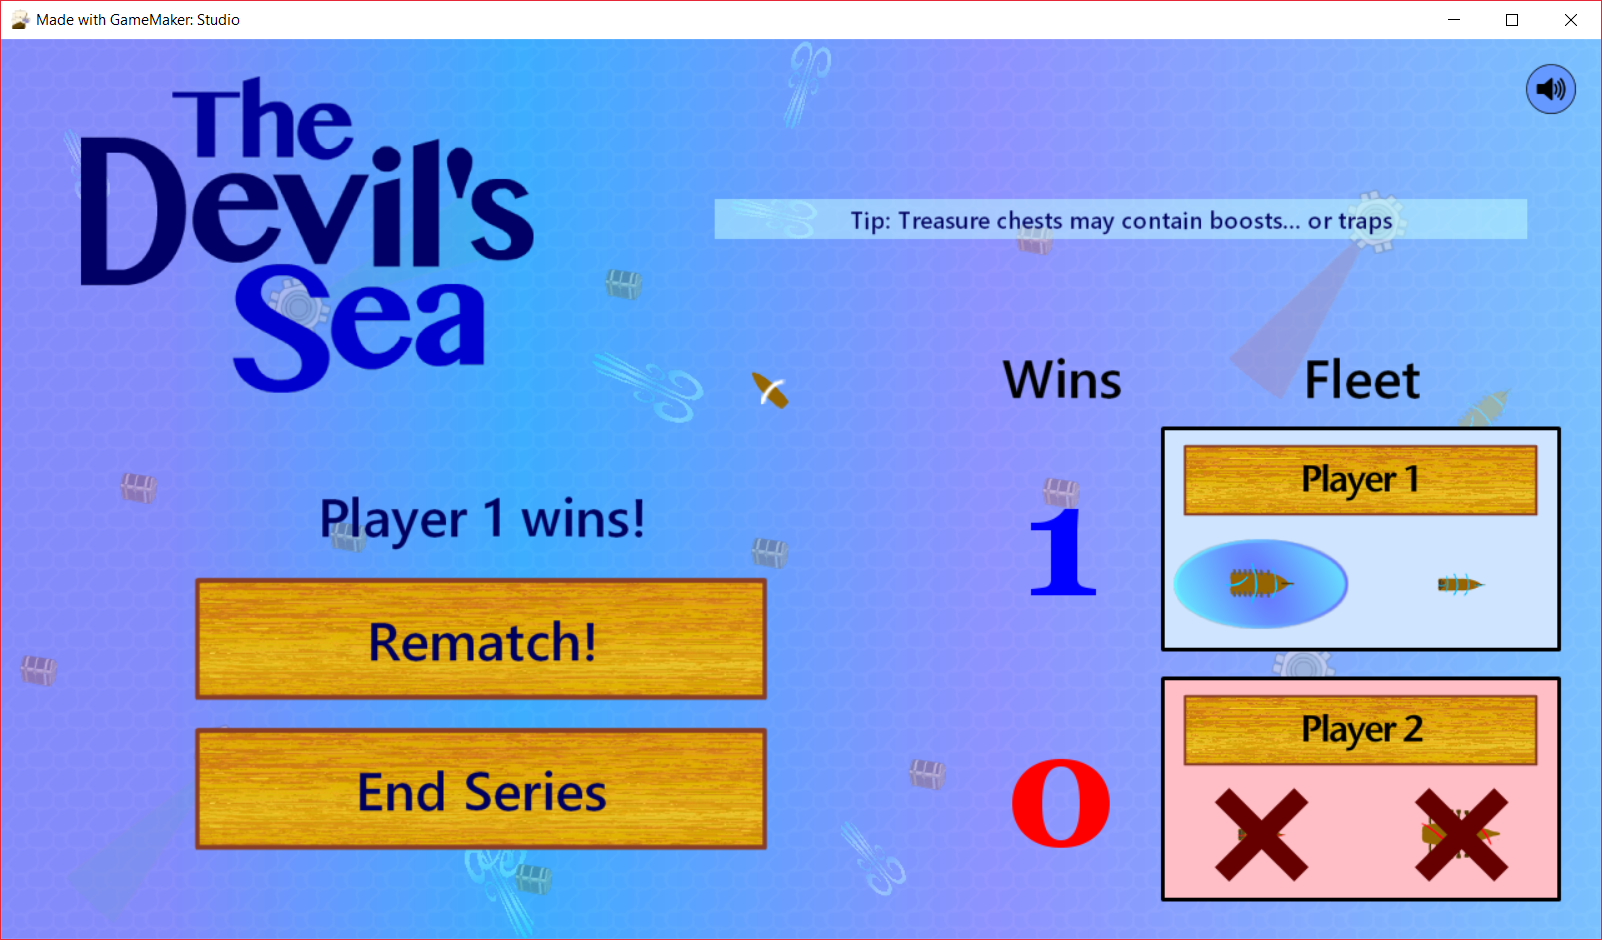 Made with GameMaker: Studio
The
Devil's
Sea
Tip: Treasure chests may contain boosts... or traps
Wins
Fleet
Player 1 wins!
Rematch!
End Series
1
Player 1
0
Player 2